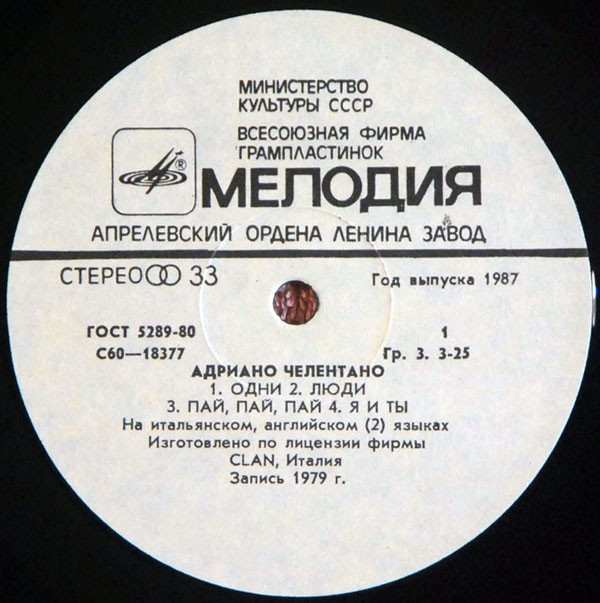 МИНИСТЕРСТВО
КУЛЬТУРЫ СССР
ВСЕСОЮЗНАЯ ФИРМА
ГРАМПЛАСТИНОК
®
МЕЛОДИЯ
АПРЕЛЕВСКИЙ ОРДЕНА ЛЕНИНА ЗАВОД
СТЕРЕО 33
Год выпуска 1987
ГОСТ 5289-80 1
С60—18377 Гр. 3. 3-25
АДРИАНО ЧЕЛЕНТАНО
1. ОДНИ 2. ЛЮДИ
3. ПАЙ, ПАЙ, ПАЙ 4. Я И ТЫ
На итальянском, английском (2) языках
Изготовлено по лицензии фирмы
CLAN, Италия
Запись 1979 г.